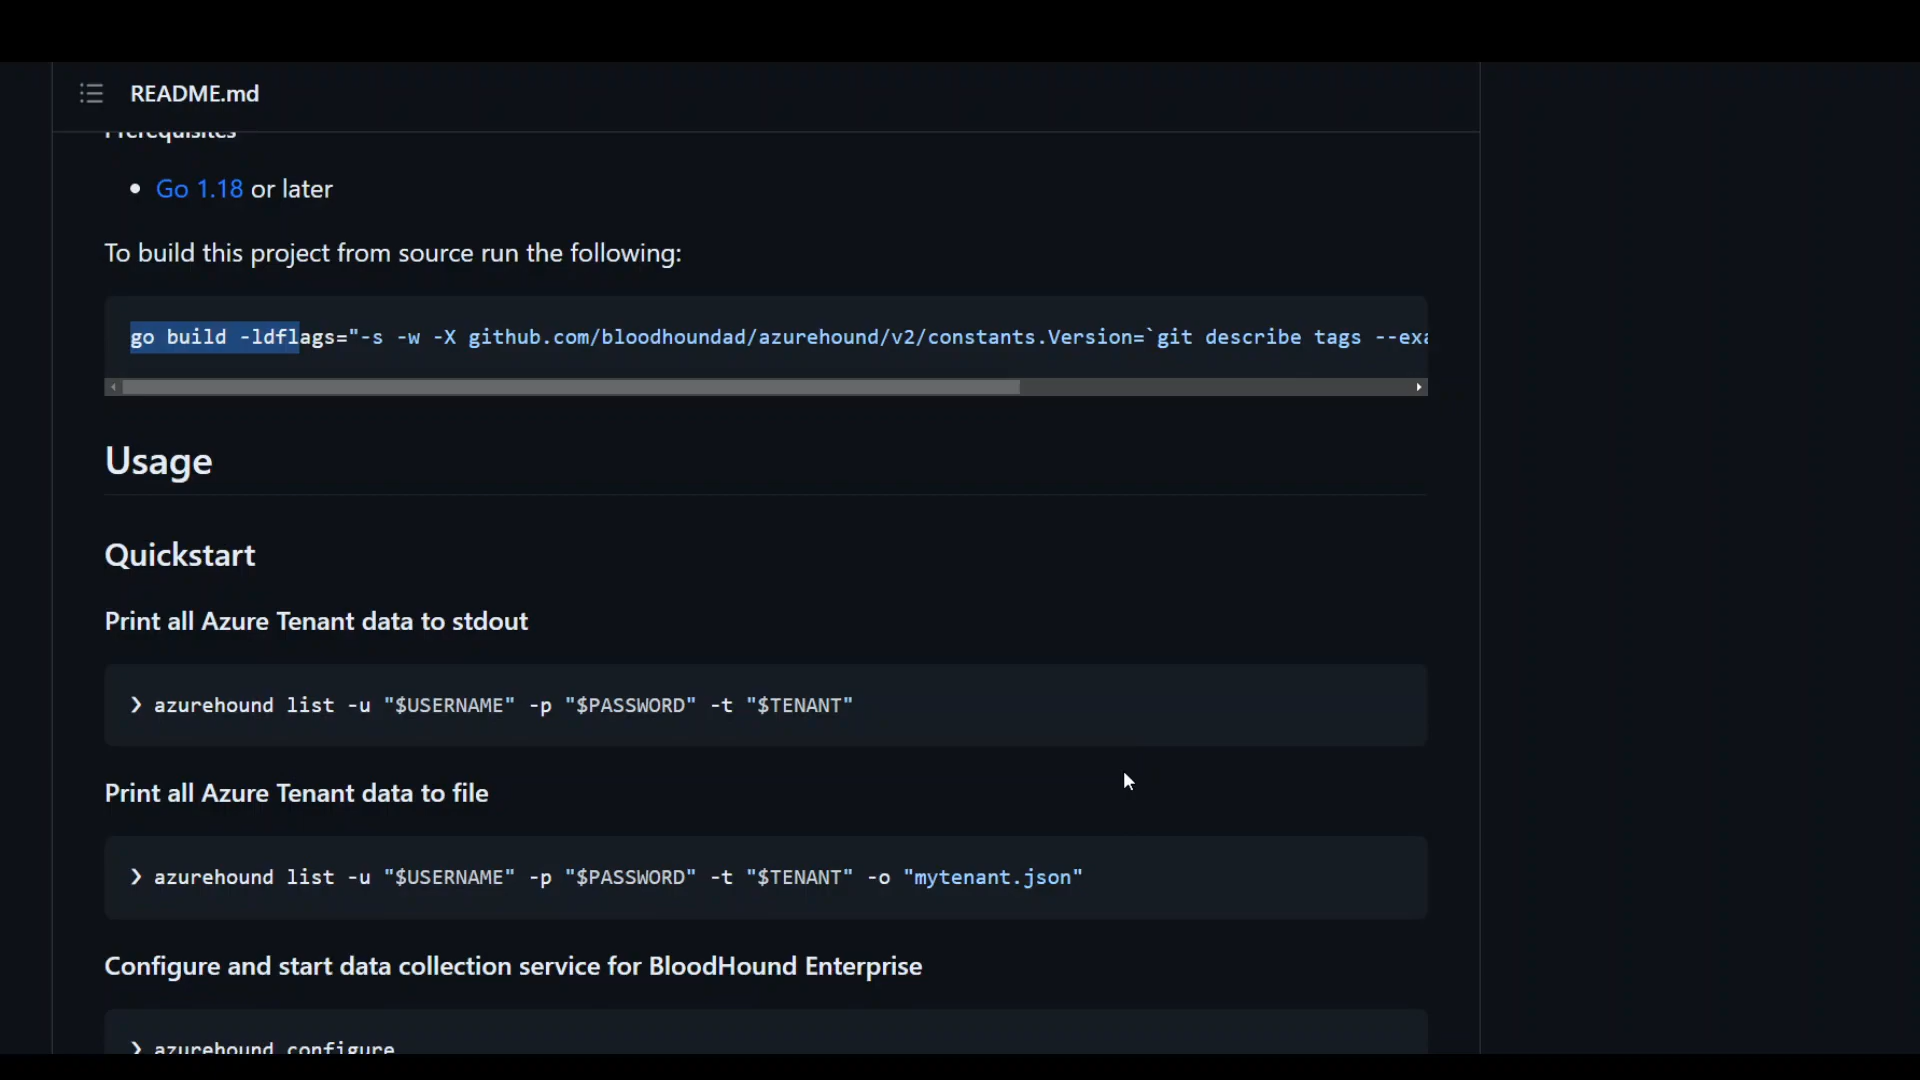 README.md
Prerequisites
Go 1.18 or later
To build this project from source run the following:
go build -ldflags="-s -w -X github.com/bloodhoundad/azurehound/v2/constants.Version=`git describe tags --exa
Usage
Quickstart
Print all Azure Tenant data to stdout
❯ azurehound list -u "$USERNAME" -p "$PASSWORD" -t "$TENANT"
Print all Azure Tenant data to file
❯ azurehound list -u "$USERNAME" -p "$PASSWORD" -t "$TENANT" -o "mytenant.json"
Configure and start data collection service for BloodHound Enterprise
❯ azurehound configure